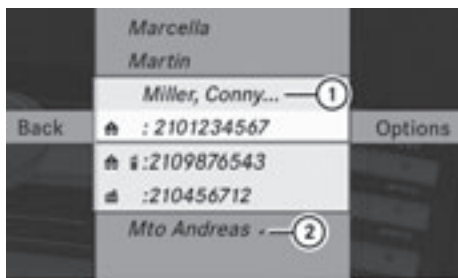 Marcella
Martin
Miller, Conny... 1
Back : 2101234567 Options
:2109876543
:210456712
Mto Andreas 2